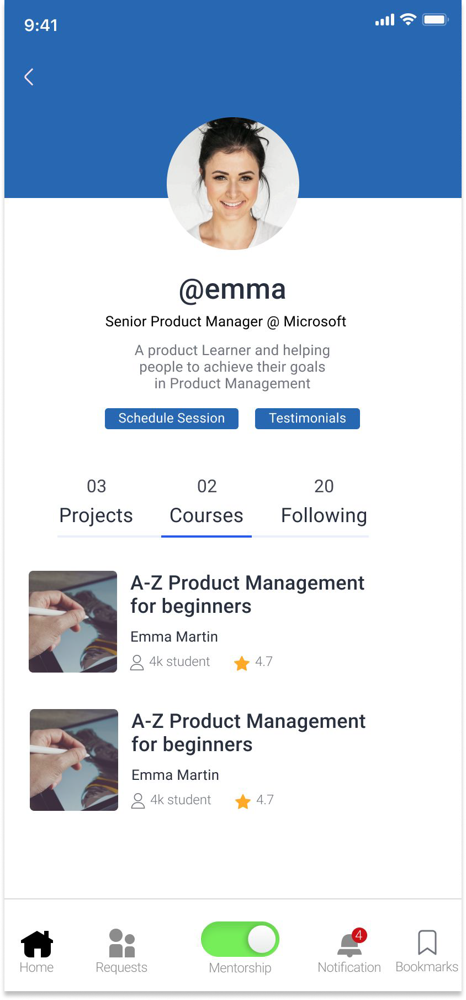 9:41
@emma
Senior Product Manager @ Microsoft
A product Learner and helping
people to achieve their goals
in Product Management
Schedule Session Testimonials
03 02 20
Projects Courses Following
A-Z Product Management
for beginners
Emma Martin
4k student 4.7
A-Z Product Management
for beginners
Emma Martin
4k student 4.7
4
Home Requests Mentorship Notification Bookmarks